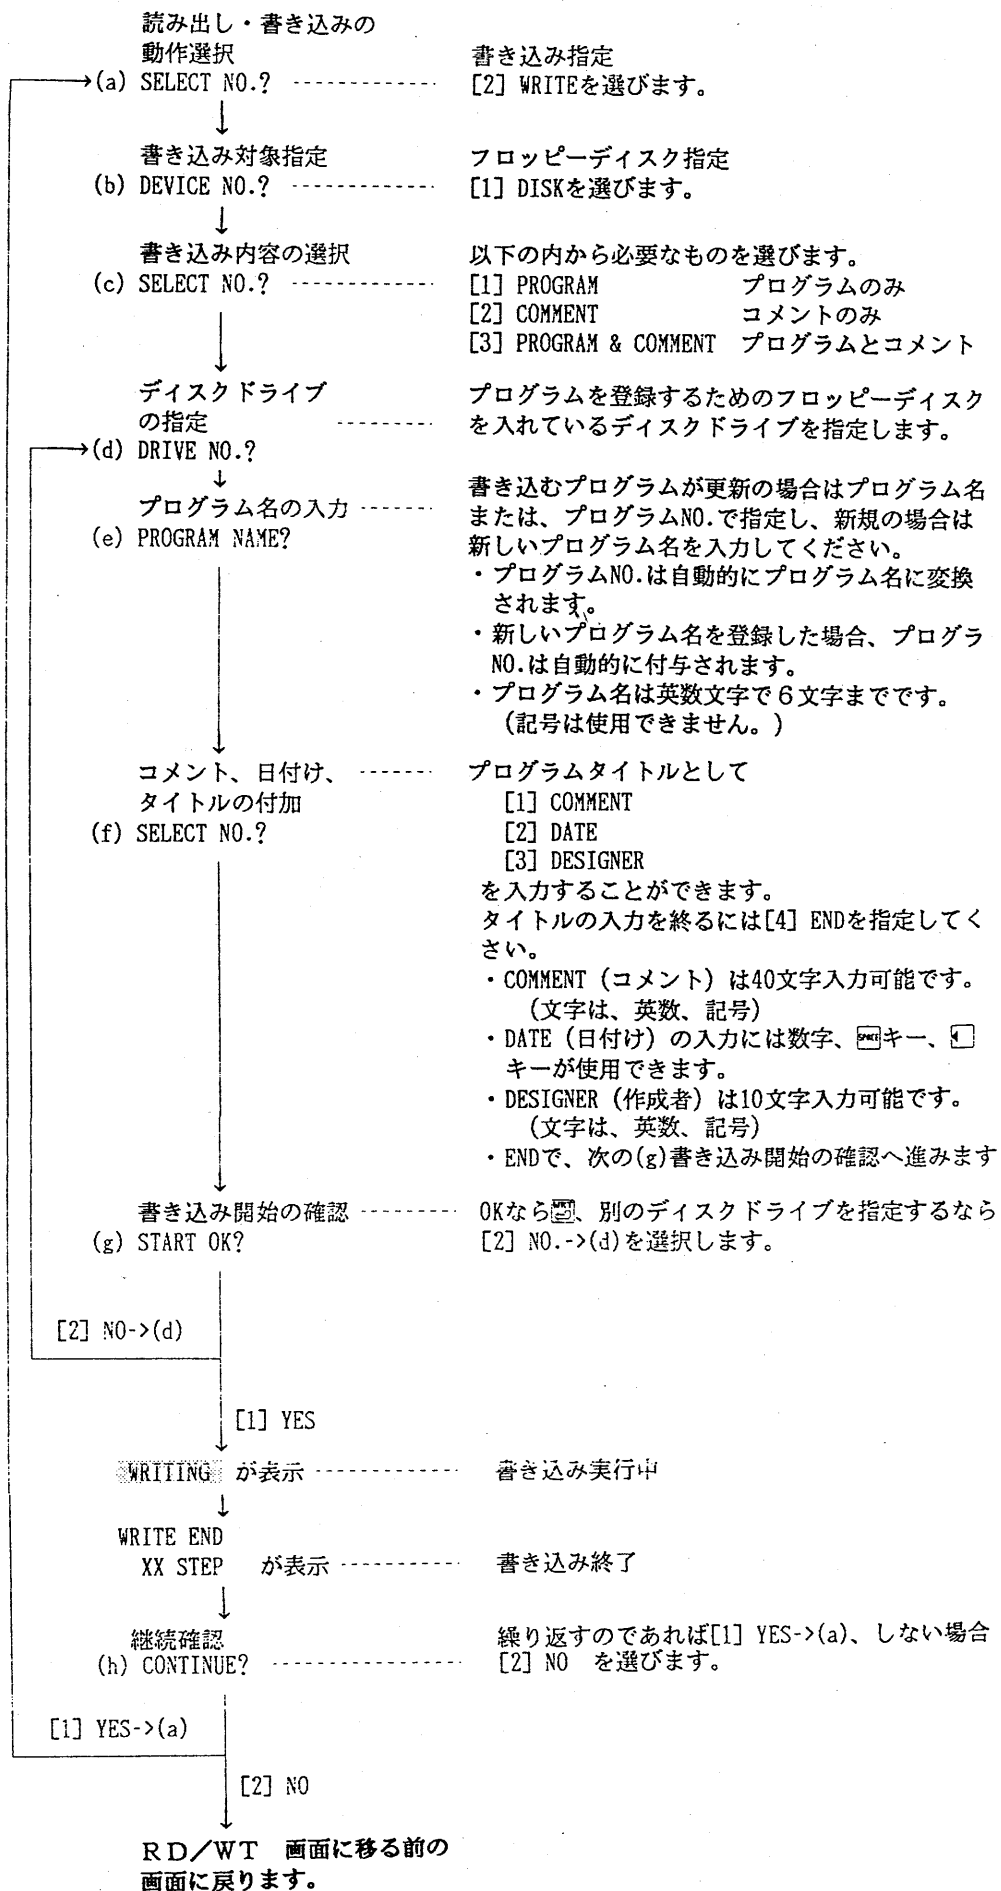 読み出し・書き込みの
動作選択
書き込み指定
(a) SELECT NO.?
[2] WRITEを選びます。
書き込み対象指定
フロッピーディスク指定
(b) DEVICE NO.?
[1] DISKを選びます。
書き込み内容の選択
以下の内から必要なものを選びます。
(c) SELECT NO.?
[1] PROGRAM プログラムのみ
[2] COMMENT コメントのみ
[3] PROGRAM & COMMENT プログラムとコメント
ディスクドライブ
の指定
(d) DRIVE NO.?
プログラムを登録するためのフロッピーディスク
を入れているディスクドライブを指定します。
プログラム名の入力
(e) PROGRAM NAME?
書き込むプログラムが更新の場合はプログラム名
または、プログラムNO.で指定し、新規の場合は
新しいプログラム名を入力してください。
・プログラムNO.は自動的にプログラム名に変換
されます。
・新しいプログラム名を登録した場合、プログラ
NO.は自動的に付与されます。
・プログラム名は英数文字で6文字までです。
(記号は使用できません。)
コメント、日付け、
タイトルの付加
(f) SELECT NO.?
プログラムタイトルとして
[1] COMMENT
[2] DATE
[3] DESIGNER
を入力することができます。
タイトルの入力を終るには[4] ENDを指定してく
さい。
・COMMENT (コメント) は40文字入力可能です。
(文字は、英数、記号)
・DATE (日付け) の入力には数字、SPACEキー、
キーが使用できます。
・DESIGNER (作成者) は10文字入力可能です。
(文字は、英数、記号)
・ENDで、次の(g)書き込み開始の確認へ進みます
書き込み開始の確認
(g) START OK?
OKなら、別のディスクドライブを指定するなら
[2] NO.->(d)を選択します。
[2] NO->(d)
[1] YES
WRITING が表示
書き込み実行中
WRITE END
XX STEP が表示
書き込み終了
継続確認
(h) CONTINUE?
繰り返すのであれば[1] YES->(a)、しない場合
[2] NO を選びます。
[1] YES->(a)
[2] NO
RD/WT 画面に移る前の
画面に戻ります。